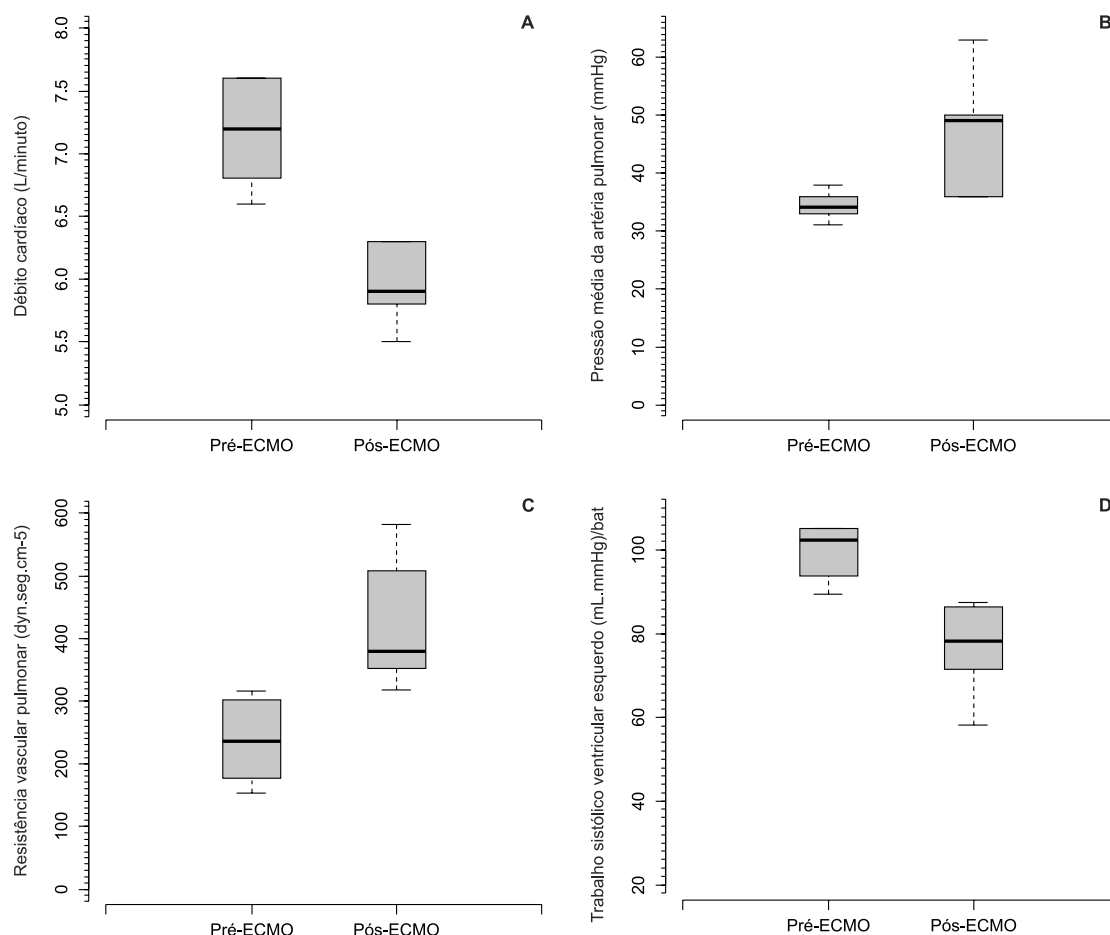 A
Débito cardíaco (L/minuto)
8.0
7.5
7.0
6.5
6.0
5.5
5.0
Pré-ECMO
Pós-ECMO
B
Pressão média da artéria pulmonar (mmHg)
60
50
40
30
20
10
0
Pré-ECMO
Pós-ECMO
C
Resistência vascular pulmonar (dyn.seg.cm-5)
600
500
400
300
200
100
0
Pré-ECMO
Pós-ECMO
D
Trabalho sistólico ventricular esquerdo (mL.mmHg)/bat
100
80
60
40
20
Pré-ECMO
Pós-ECMO